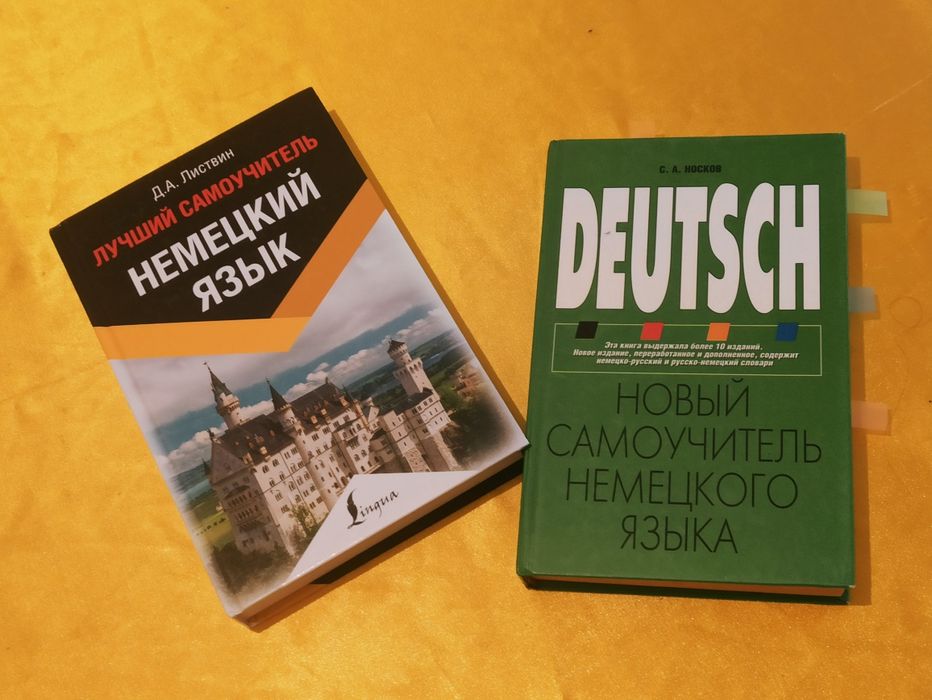 Д.А. Листвин
ЛУЧШИЙ САМОУЧИТЕЛЬ
НЕМЕЦКИЙ
ЯЗЫК
Lingua
С. А. НОСКОВ
DEUTSCH
Эта книга выдержала более 10 изданий.
Новое издание, переработанное и дополненное, содержит
немецко-русский и русско-немецкий словари
НОВЫЙ
САМОУЧИТЕЛЬ
НЕМЕЦКОГО
ЯЗЫКА